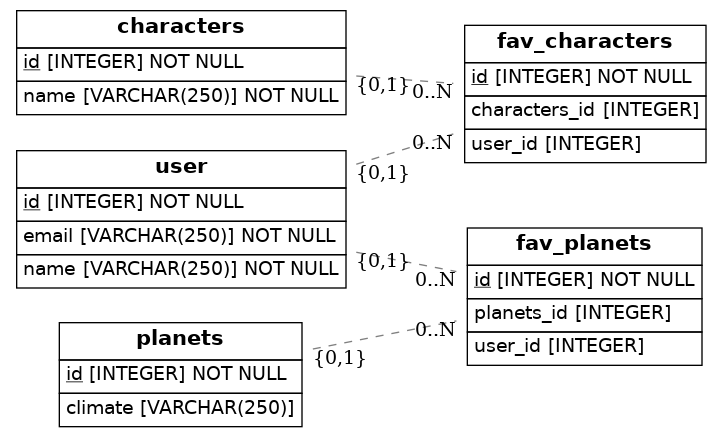 characters
id [INTEGER] NOT NULL
name [VARCHAR(250)] NOT NULL
{0,1}
0..N
fav_characters
id [INTEGER] NOT NULL
characters_id [INTEGER]
user_id [INTEGER]
user
id [INTEGER] NOT NULL
email [VARCHAR(250)] NOT NULL
name [VARCHAR(250)] NOT NULL
0..N
{0,1}
{0,1}
0..N
fav_planets
id [INTEGER] NOT NULL
planets_id [INTEGER]
user_id [INTEGER]
planets
id [INTEGER] NOT NULL
climate [VARCHAR(250)]
0..N
{0,1}